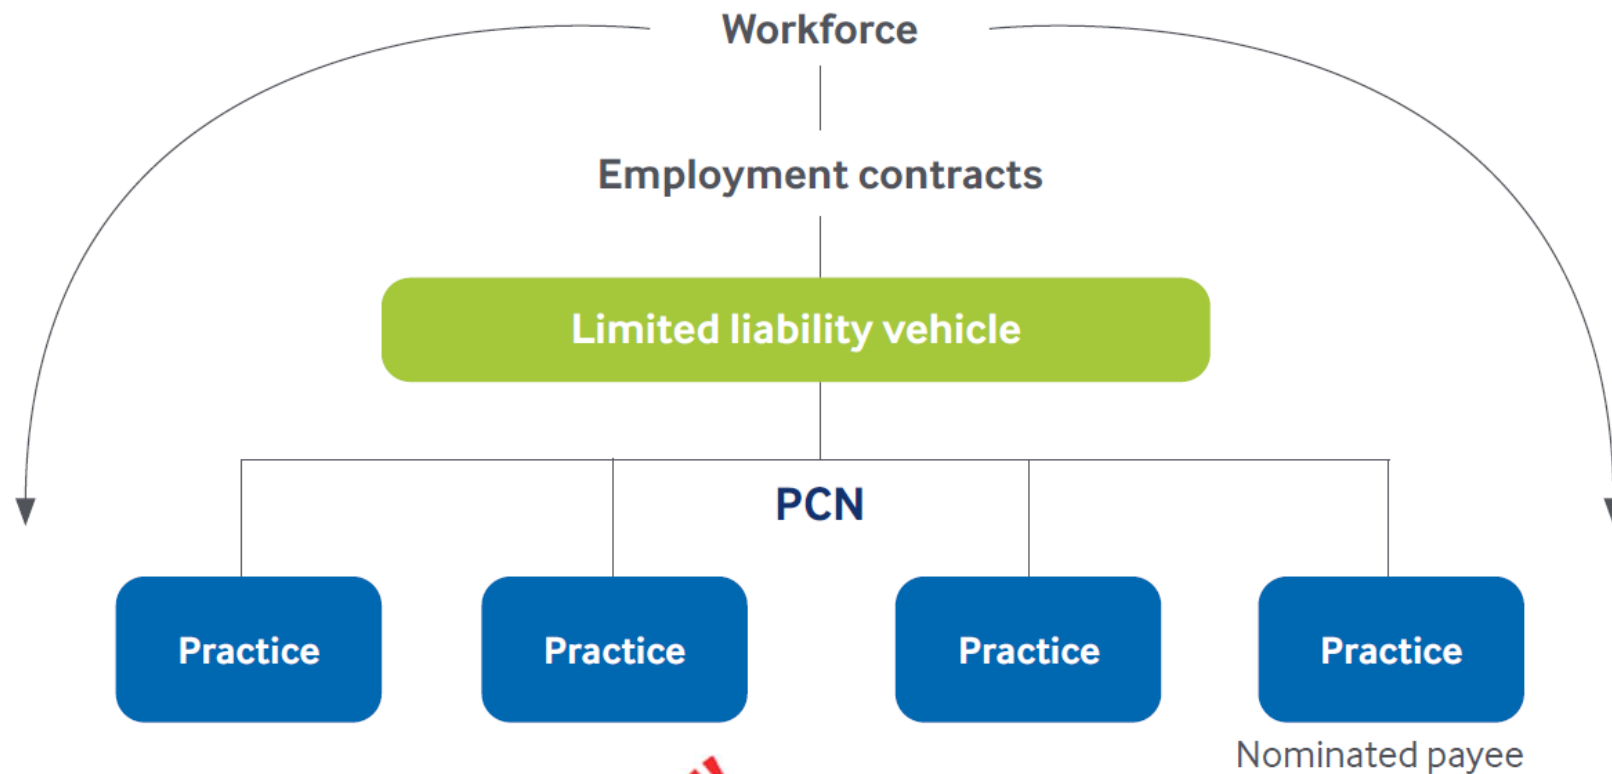 Workforce
Employment contracts
Limited liability vehicle
PCN
Practice
Practice
Practice
Practice
Nominated payee